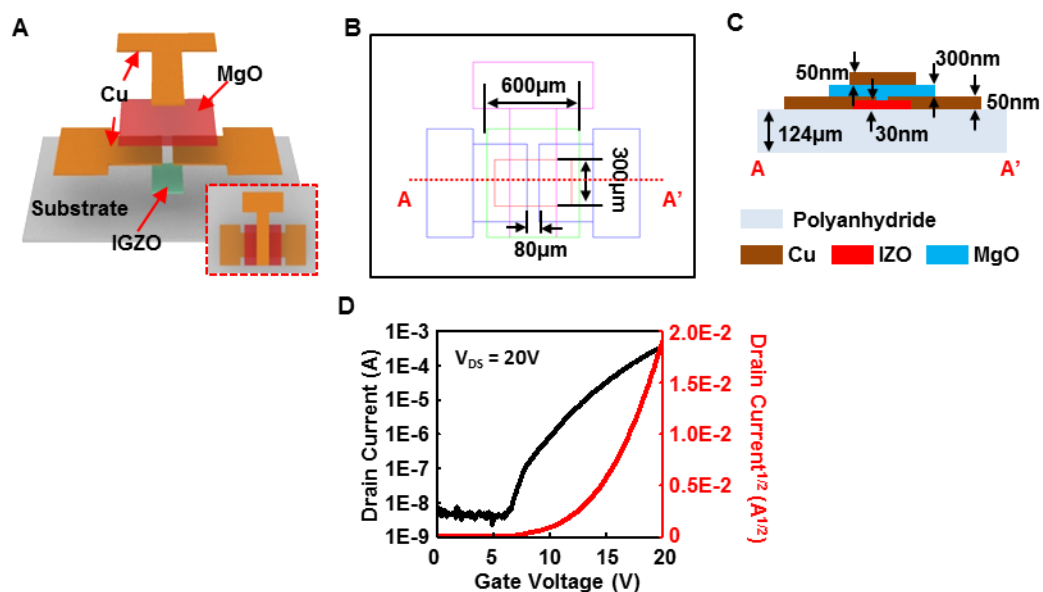 A
Cu
MgO
Substrate
IGZO
B
600µm
300µm
A
A'
80µm
C
50nm
300nm
50nm
124µm
30nm
A
A'
Polyanhydride
Cu
IZO
MgO
D
Drain Current (A)
1E-3
1E-4
1E-5
1E-6
1E-7
1E-8
1E-9
V_DS = 20V
2.0E-2
1.5E-2
1.0E-2
0.5E-2
0
Drain Current^1/2 (A^1/2)
0
5
10
15
20
Gate Voltage (V)